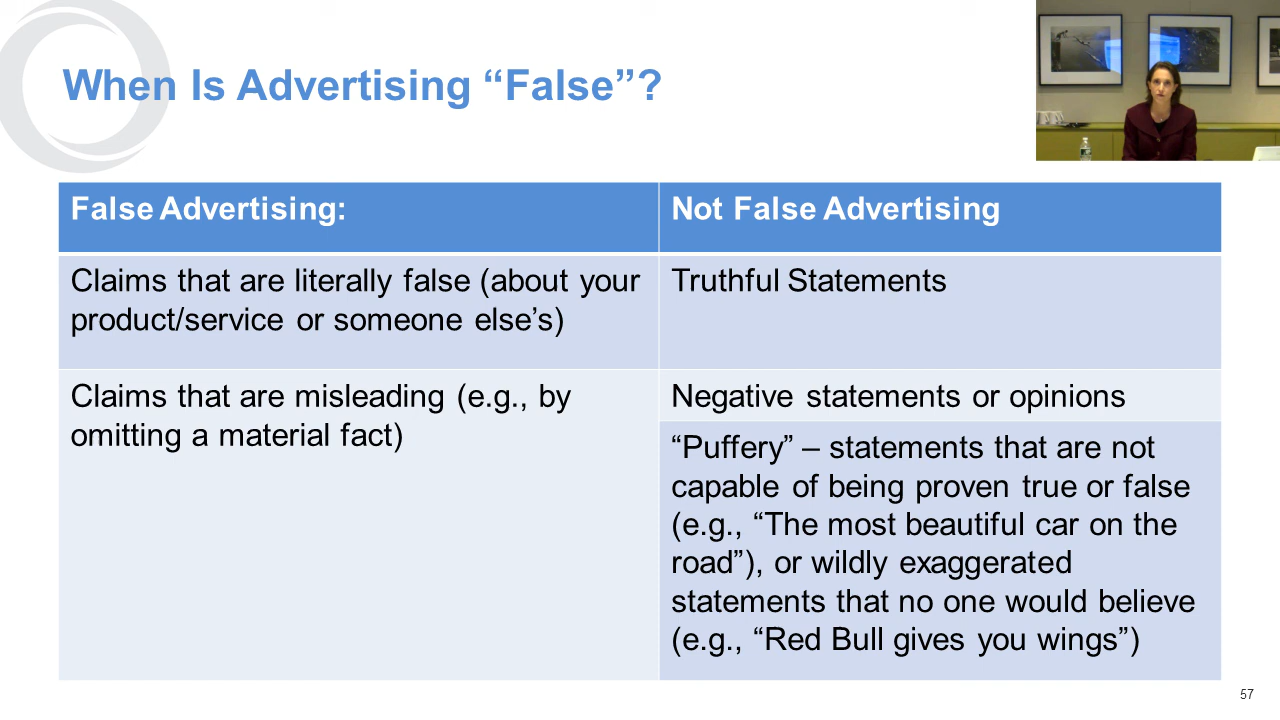 When Is Advertising “False”?
False Advertising:
Not False Advertising
Claims that are literally false (about your
product/service or someone else’s)
Truthful Statements
Claims that are misleading (e.g., by
omitting a material fact)
Negative statements or opinions
“Puffery” – statements that are not
capable of being proven true or false
(e.g., “The most beautiful car on the
road”), or wildly exaggerated
statements that no one would believe
(e.g., “Red Bull gives you wings”)
57